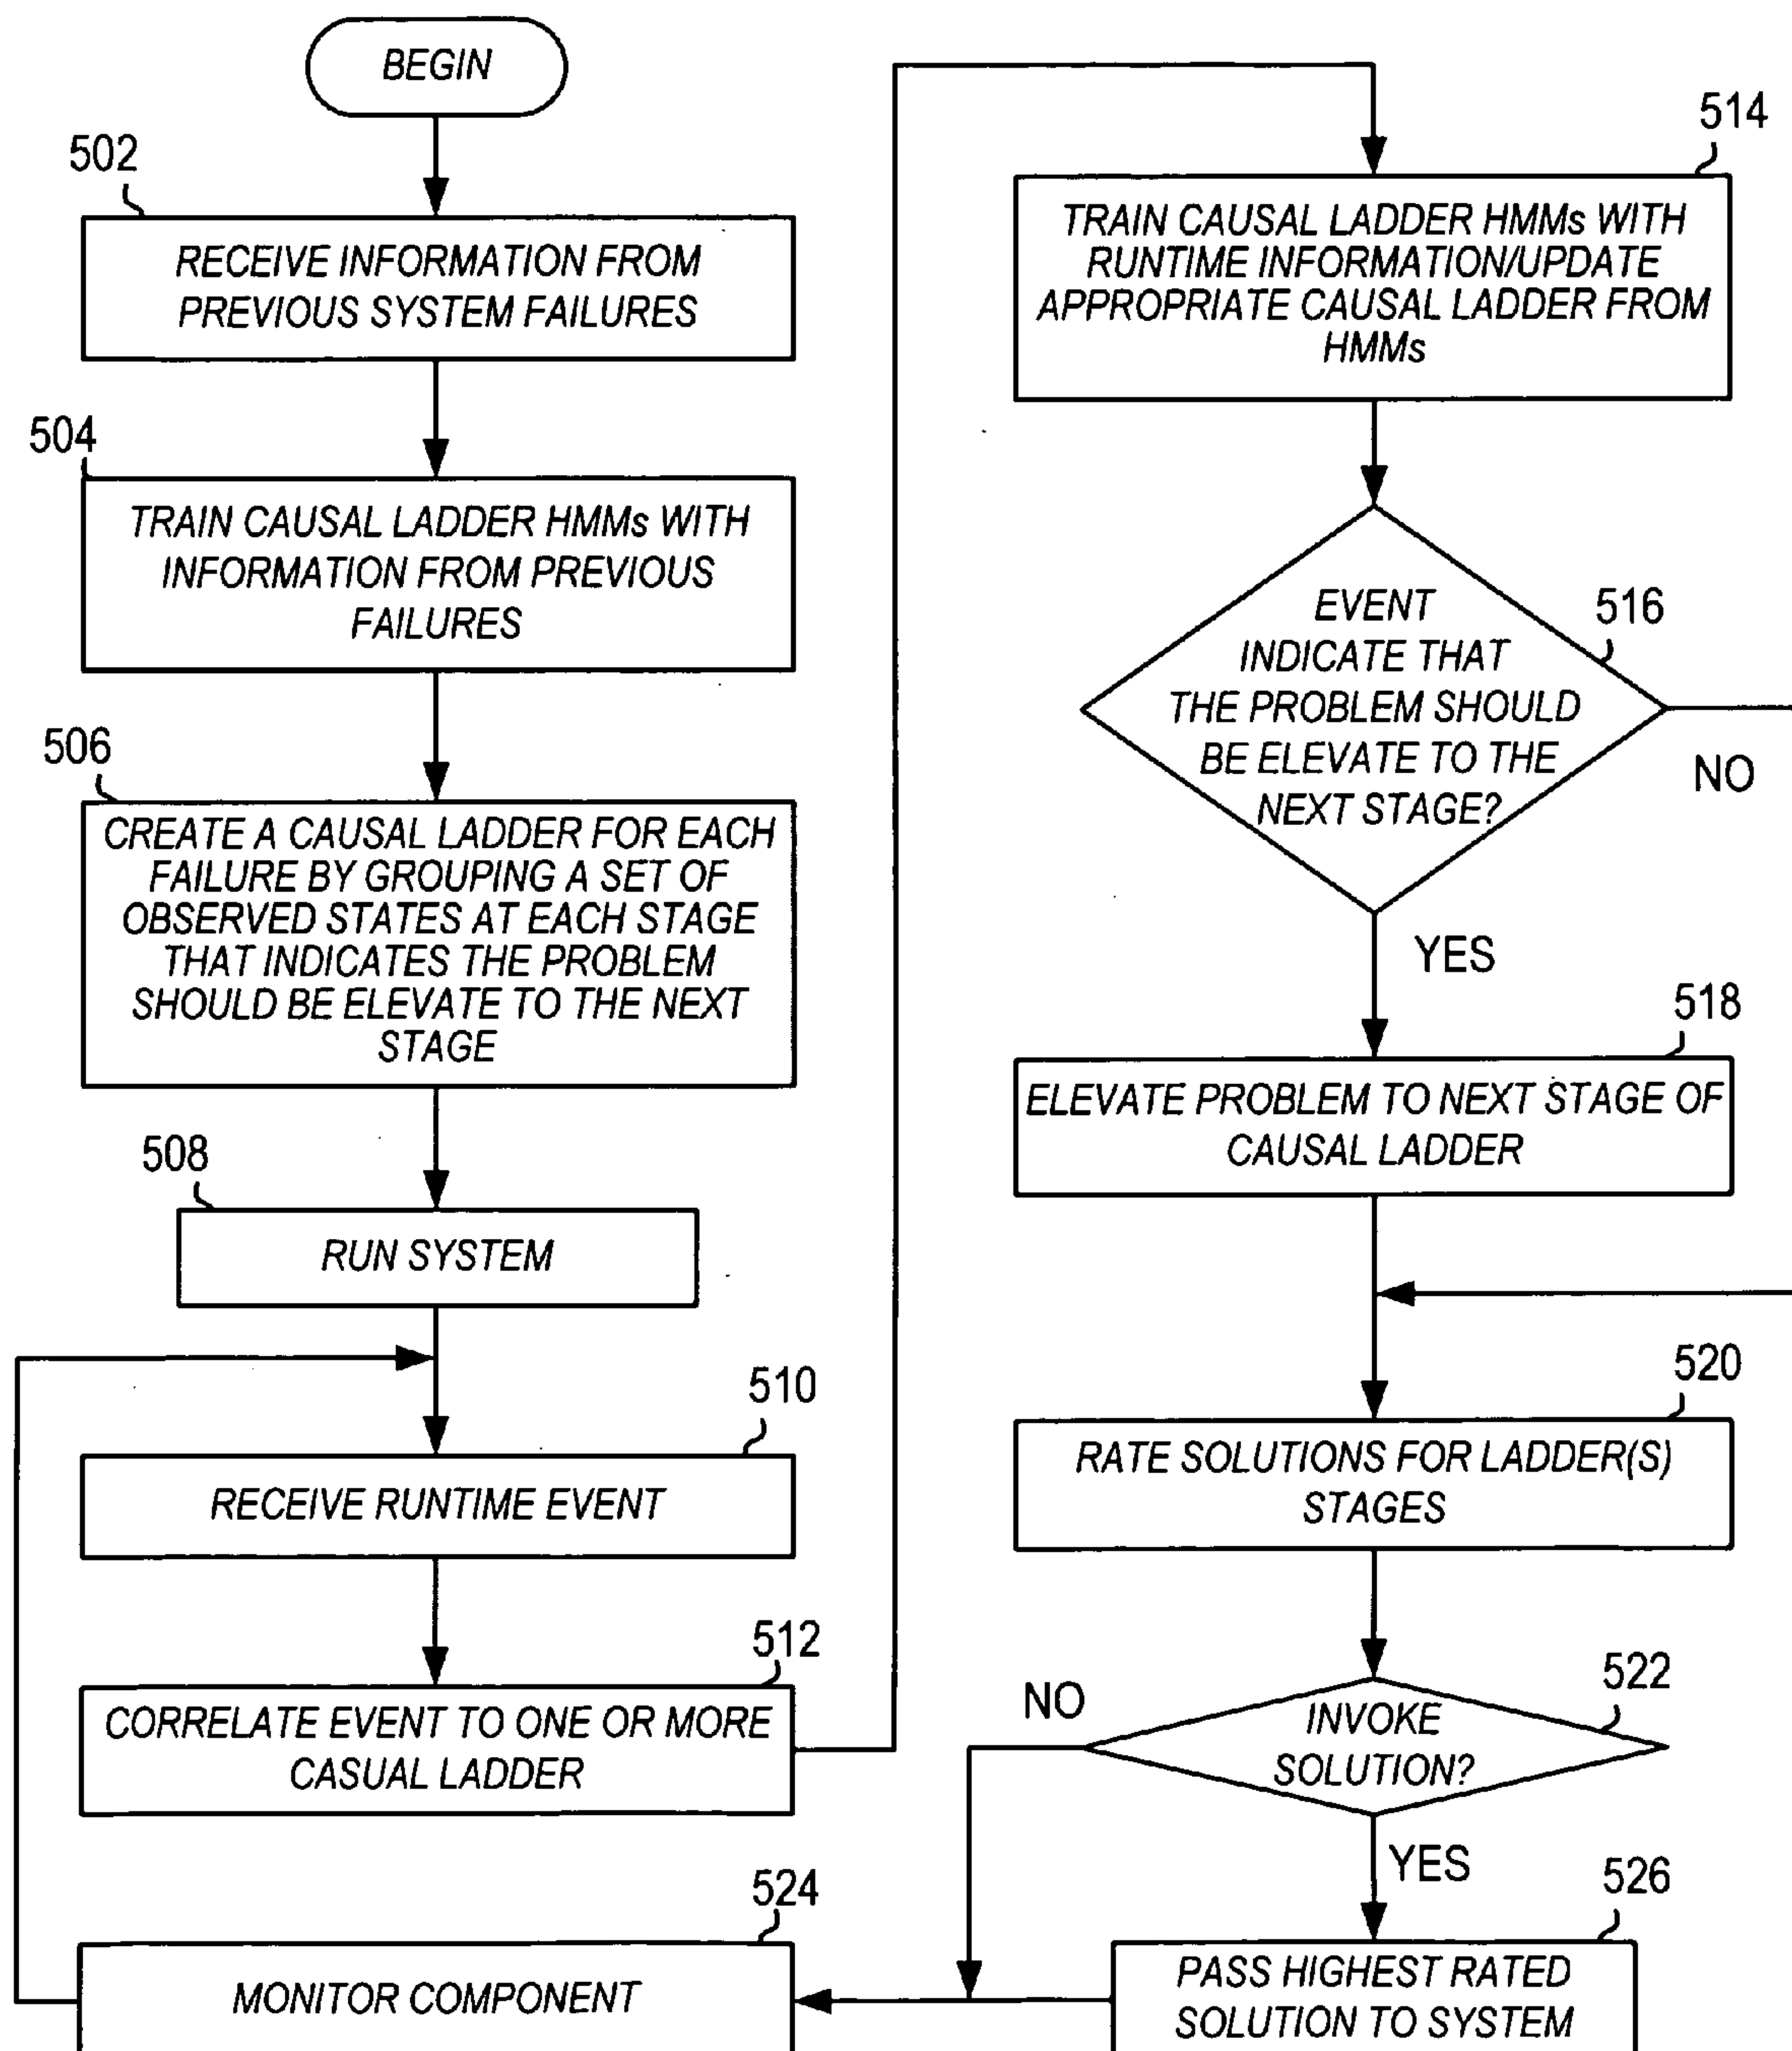 BEGIN
502
RECEIVE INFORMATION FROM
PREVIOUS SYSTEM FAILURES
504
TRAIN CAUSAL LADDER HMMs WITH
INFORMATION FROM PREVIOUS
FAILURES
506
CREATE A CAUSAL LADDER FOR EACH
FAILURE BY GROUPING A SET OF
OBSERVED STATES AT EACH STAGE
THAT INDICATES THE PROBLEM
SHOULD BE ELEVATE TO THE NEXT
STAGE
508
RUN SYSTEM
510
RECEIVE RUNTIME EVENT
512
CORRELATE EVENT TO ONE OR MORE
CASUAL LADDER
514
TRAIN CAUSAL LADDER HMMs WITH
RUNTIME INFORMATION/UPDATE
APPROPRIATE CAUSAL LADDER FROM
HMMs
516
EVENT
INDICATE THAT
THE PROBLEM SHOULD
BE ELEVATE TO THE
NEXT STAGE?
NO
YES
518
ELEVATE PROBLEM TO NEXT STAGE OF
CAUSAL LADDER
520
RATE SOLUTIONS FOR LADDER(S)
STAGES
522
INVOKE
SOLUTION?
NO
YES
524
MONITOR COMPONENT
526
PASS HIGHEST RATED
SOLUTION TO SYSTEM